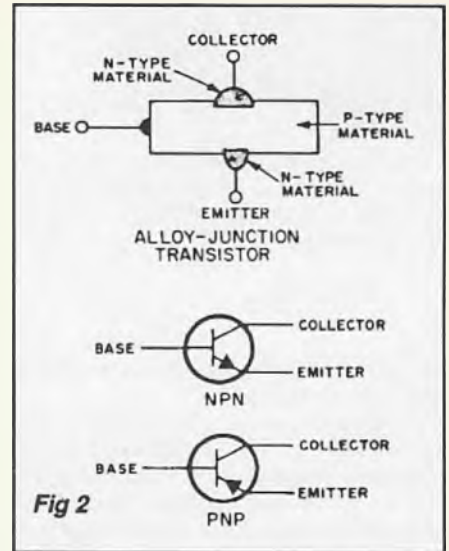 COLLECTOR
N-TYPE
MATERIAL
BASE
P-TYPE
MATERIAL
N-TYPE
MATERIAL
EMITTER
ALLOY-JUNCTION
TRANSISTOR
COLLECTOR
BASE
EMITTER
NPN
COLLECTOR
BASE
EMITTER
PNP
Fig 2